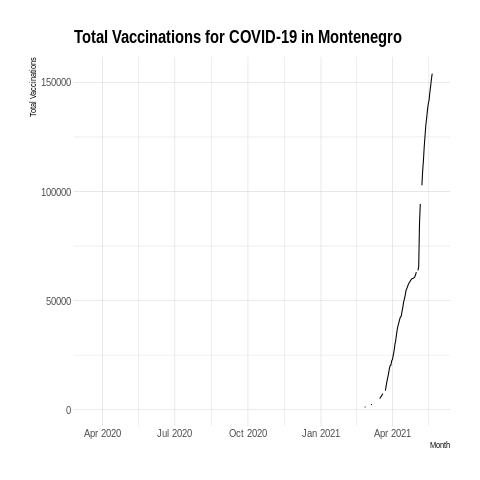 Total Vaccinations for COVID-19 in Montenegro
Total Vaccinations
150000
100000
50000
0
Apr 2020 Jul 2020 Oct 2020 Jan 2021 Apr 2021
Month